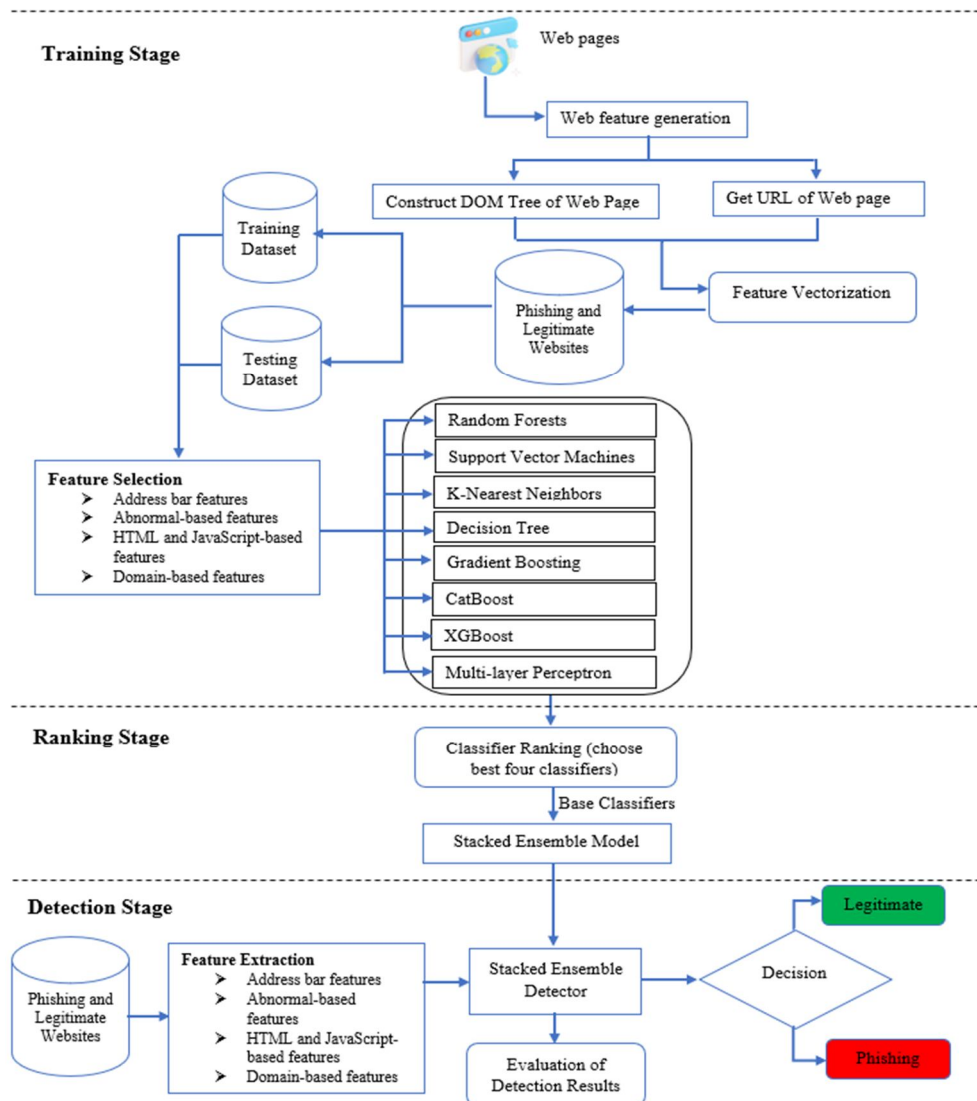 Training Stage
Web pages
Web feature generation
Construct DOM Tree of Web Page
Get URL of Web page
Training
Dataset
Feature Vectorization
Phishing and
Legitimate
Websites
Testing
Dataset
Random Forests
Support Vector Machines
K-Nearest Neighbors
Decision Tree
Gradient Boosting
CatBoost
XGBoost
Multi-layer Perceptron
Feature Selection
➤ Address bar features
➤ Abnormal-based features
➤ HTML and JavaScript-based
features
➤ Domain-based features
Ranking Stage
Classifier Ranking (choose
best four classifiers)
Base Classifiers
Stacked Ensemble Model
Detection Stage
Phishing and
Legitimate
Websites
Feature Extraction
➤ Address bar features
➤ Abnormal-based
features
➤ HTML and JavaScript-
based features
➤ Domain-based features
Stacked Ensemble
Detector
Evaluation of
Detection Results
Decision
Legitimate
Phishing